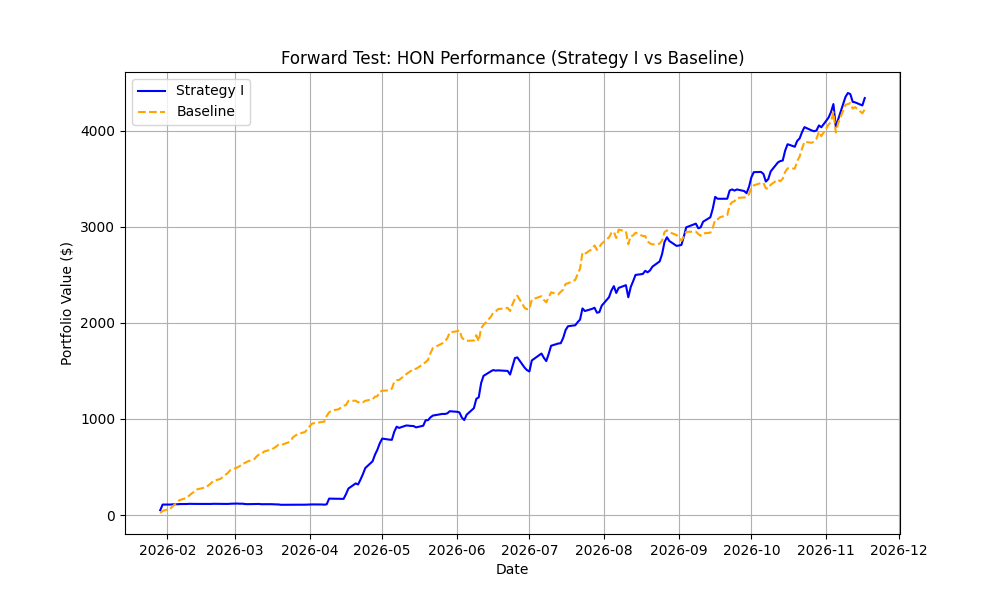 Forward Test: HON Performance (Strategy I vs Baseline)
Strategy I
Baseline
Portfolio Value ($)
4000
3000
2000
1000
0
2026-02 2026-03 2026-04 2026-05 2026-06 2026-07 2026-08 2026-09 2026-10 2026-11 2026-12
Date